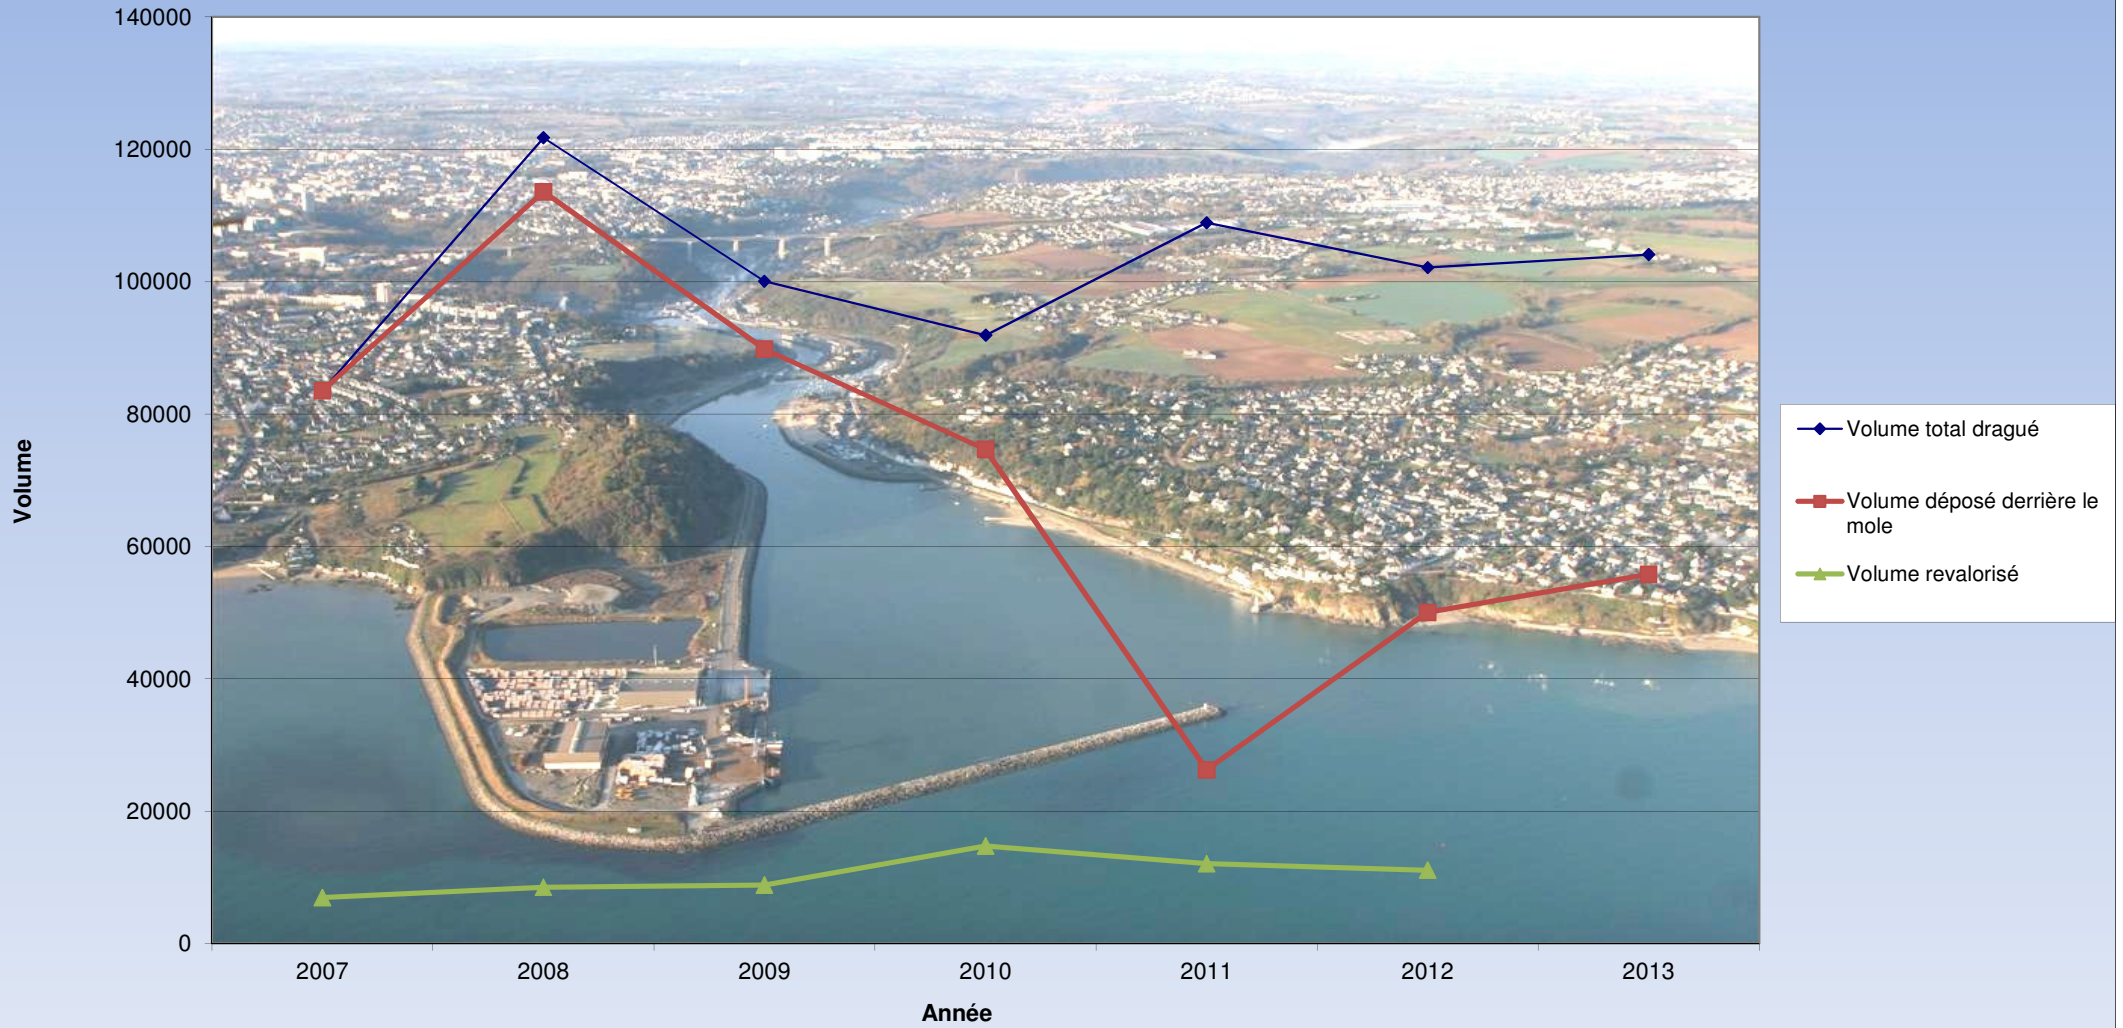 140000
120000
100000
80000
60000
40000
20000
0
Volume
2007 2008 2009 2010 2011 2012 2013
Année
Volume total dragué
Volume déposé derrière le
mole
Volume revalorisé